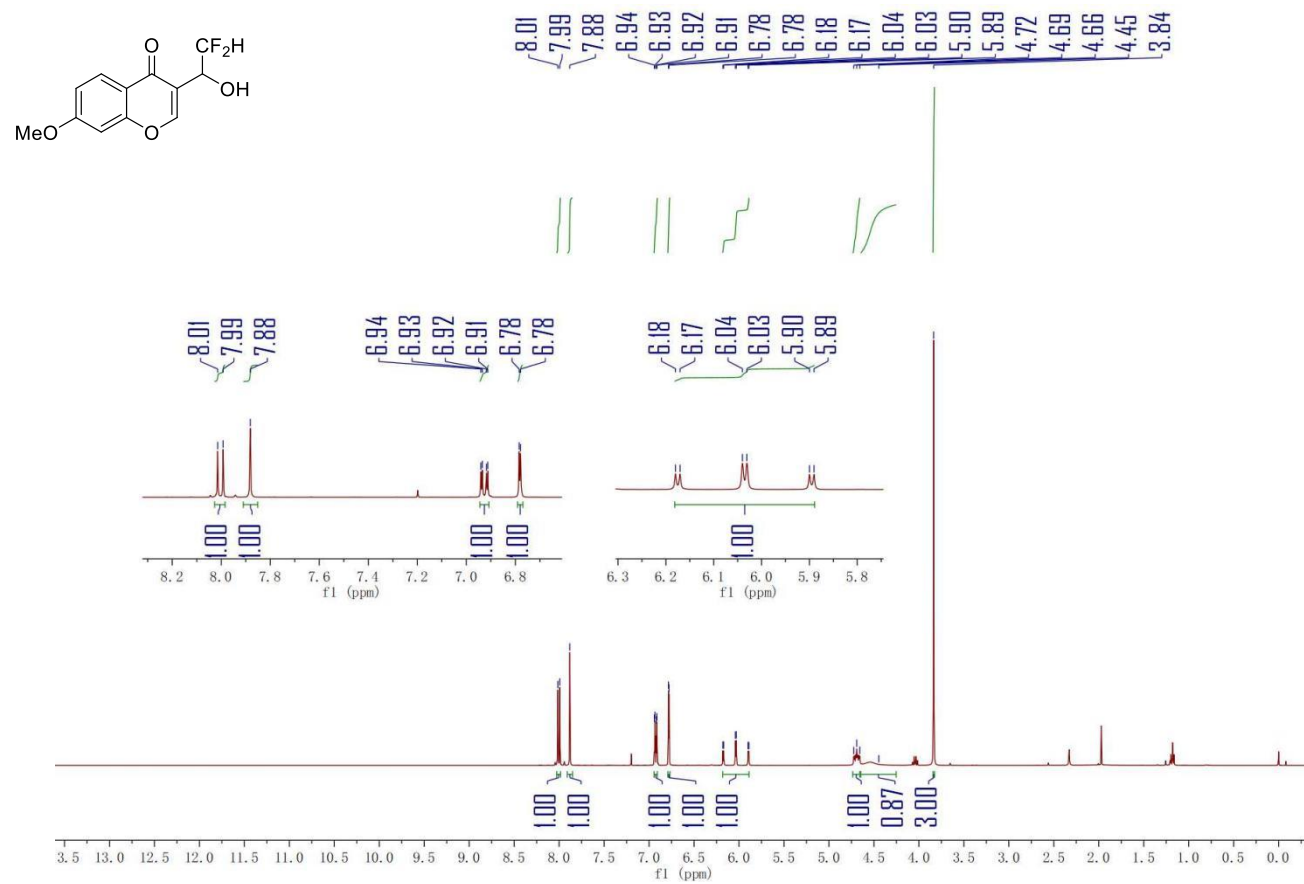 8.01 7.99 7.88 6.94 6.93 6.92 6.91 6.78 6.78 6.18 6.17 6.04 6.03 5.90 5.89 4.72 4.69 4.66 4.45 3.84
O
CF₂H
OH
MeO
O
8.01 7.99 7.88 6.94 6.93 6.92 6.91 6.78 6.78
6.18 6.17 6.04 6.03 5.90 5.89
1.00 1.00 1.00 1.00
1.00
8.2 8.0 7.8 7.6 7.4 7.2 7.0 6.8
f1 (ppm)
6.3 6.2 6.1 6.0 5.9 5.8
f1 (ppm)
1.00 1.00 1.00 1.00 1.00 1.00 0.87 3.00
3.5 13.0 12.5 12.0 11.5 11.0 10.5 10.0 9.5 9.0 8.5 8.0 7.5 7.0 6.5 6.0 5.5 5.0 4.5 4.0 3.5 3.0 2.5 2.0 1.5 1.0 0.5 0.0
f1 (ppm)